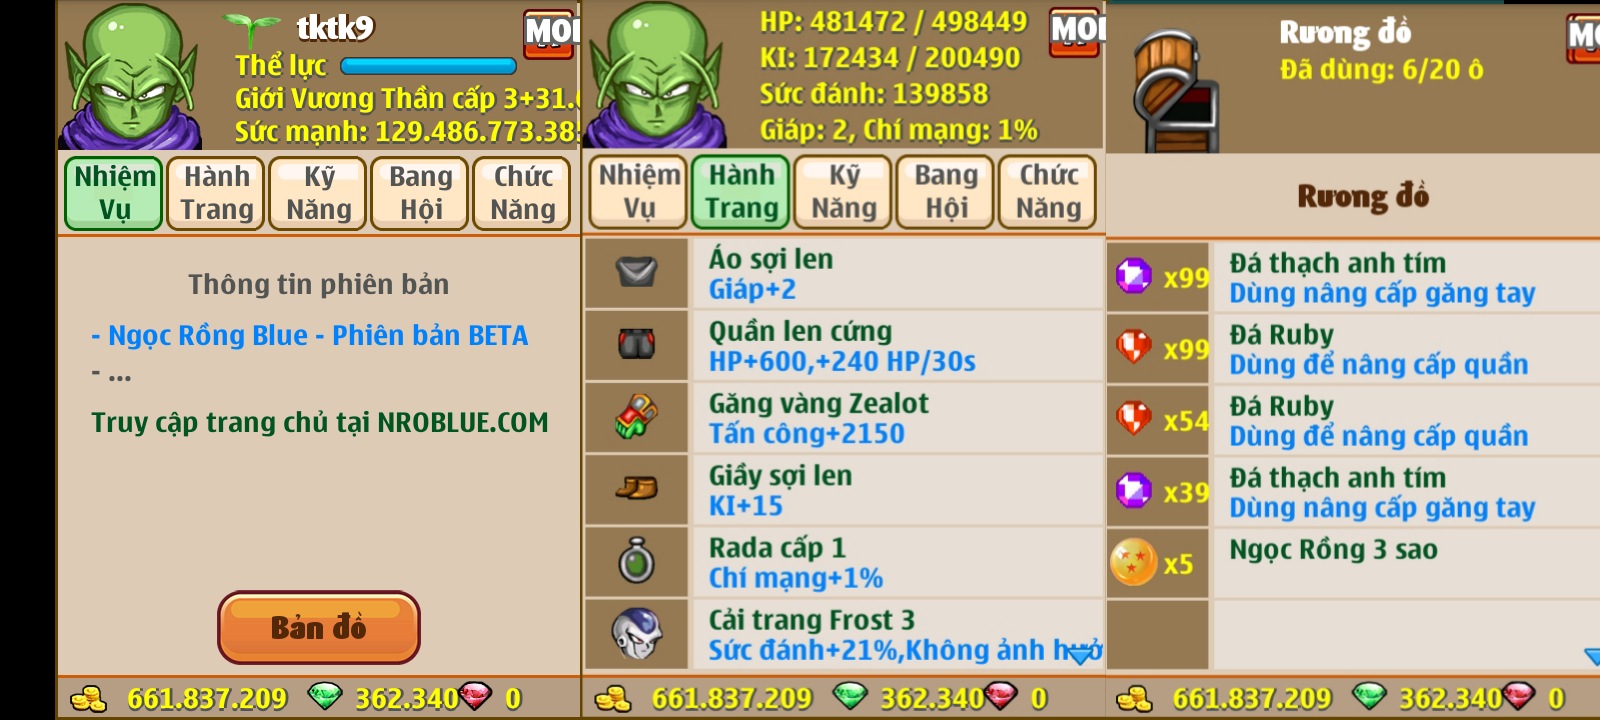 tktk9
Thể lực
Giới Vương Thần cấp 3+31.
Sức mạnh: 129.486.773.38
Nhiệm Vụ
Hành Trang
Kỹ Năng
Bang Hội
Chức Năng
Thông tin phiên bản
- Ngọc Rồng Blue - Phiên bản BETA
- ...
Truy cập trang chủ tại NROBLUE.COM
Bản đồ
661.837.209 362.340 0
HP: 481472 / 498449
KI: 172434 / 200490
Sức đánh: 139858
Giáp: 2, Chí mạng: 1%
Nhiệm Vụ
Hành Trang
Kỹ Năng
Bang Hội
Chức Năng
Áo sợi len
Giáp+2
Quần len cứng
HP+600,+240 HP/30s
Găng vàng Zealot
Tấn công+2150
Giầy sợi len
KI+15
Rada cấp 1
Chí mạng+1%
Cải trang Frost 3
Sức đánh+21%,Không ảnh
661.837.209 362.340 0
Rương đồ
Đã dùng: 6/20 ô
Rương đồ
x99 Đá thạch anh tím
Dùng nâng cấp găng tay
x99 Đá Ruby
Dùng để nâng cấp quần
x54 Đá Ruby
Dùng để nâng cấp quần
x39 Đá thạch anh tím
Dùng nâng cấp găng tay
x5 Ngọc Rồng 3 sao
661.837.209 362.340 0